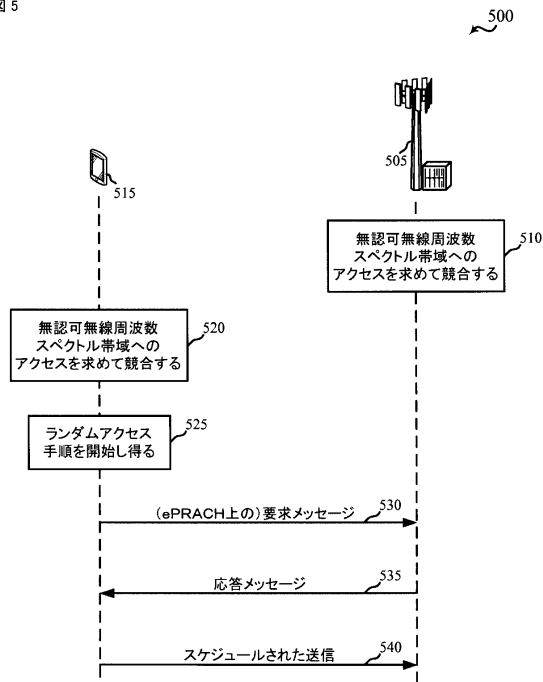 図 5
500
505
515
無認可無線周波数
スペクトル帯域への
アクセスを求めて競合する
510
無認可無線周波数
スペクトル帯域への
アクセスを求めて競合する
520
ランダムアクセス
手順を開始し得る
525
(ePRACH上の)要求メッセージ
530
応答メッセージ
535
スケジュールされた送信
540